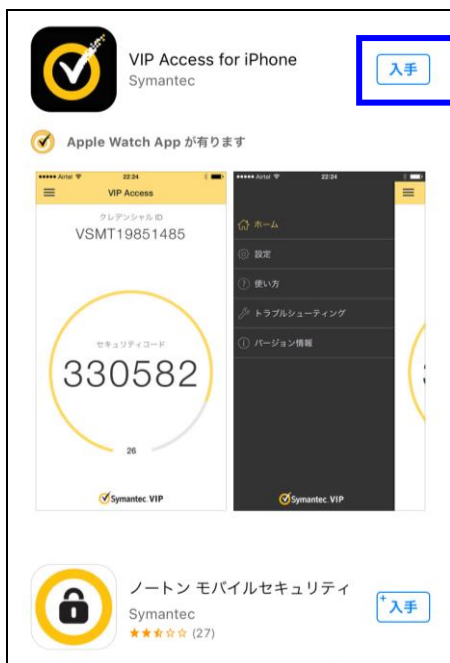 VIP Access for iPhone
Symantec
入手
Apple Watch App が有ります
Airtel 22:24
VIP Access
クレデンシャル ID
VSMT19851485
セキュリティコード
330582
26
Symantec VIP
Airtel 22:24
ホーム
設定
使い方
トラブルシューティング
バージョン情報
Symantec VIP
ノートン モバイルセキュリティ
Symantec
(27)
+入手